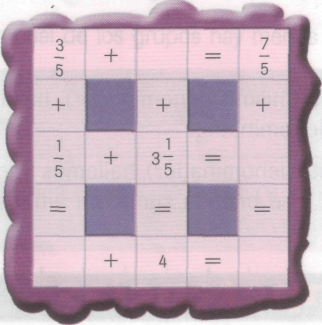 3/5 + = 7/5
+ + +
1/5 + 3 1/5 =
= = =
+ 4 =